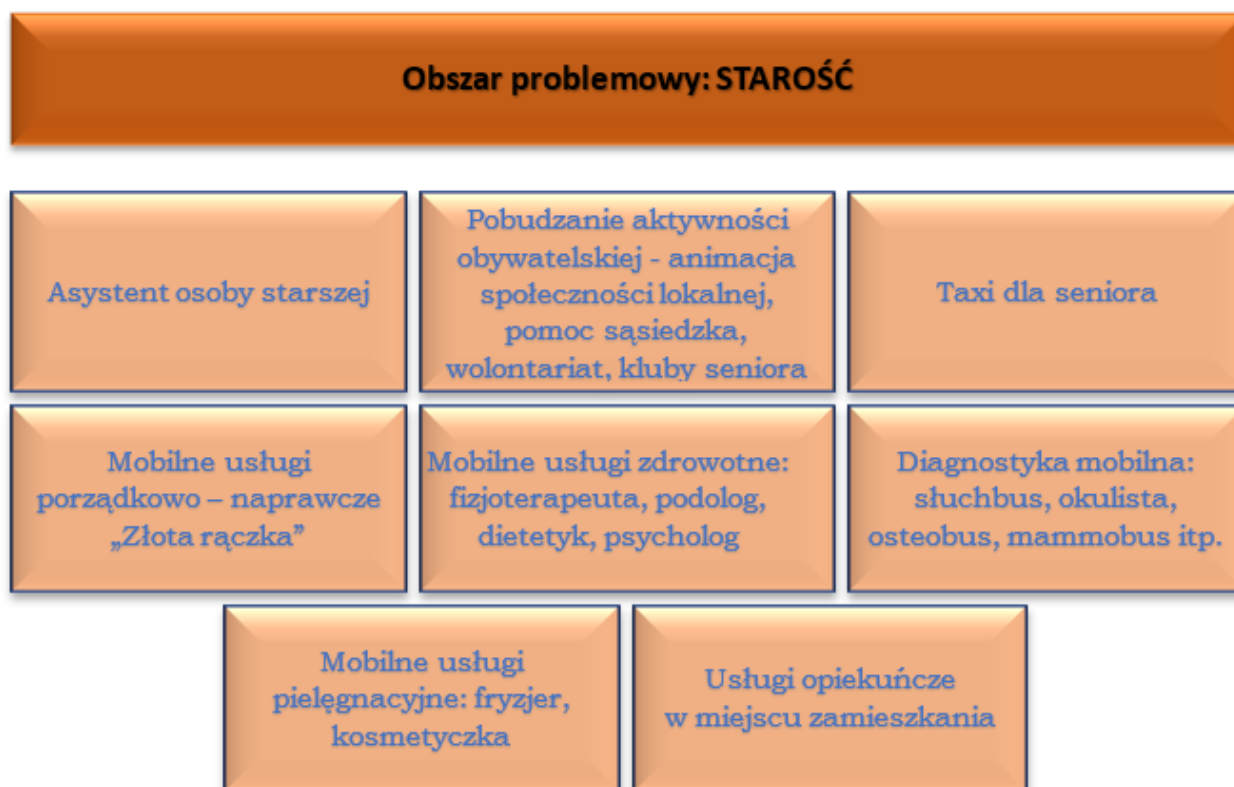 Obszar problemowy: STAROŚĆ
Asystent osoby starszej
Pobudzanie aktywności
obywatelskiej - animacja
społeczności lokalnej,
pomoc sąsiedzka,
wolontariat, kluby seniora
Taxi dla seniora
Mobilne usługi
porządkowo – naprawcze
„Złota rączka”
Mobilne usługi zdrowotne:
fizjoterapeuta, podolog,
dietetyk, psycholog
Diagnostyka mobilna:
słuchbus, okulista,
osteobus, mammobus itp.
Mobilne usługi
pielęgnacyjne: fryzjer,
kosmetyczka
Usługi opiekuńcze
w miejscu zamieszkania